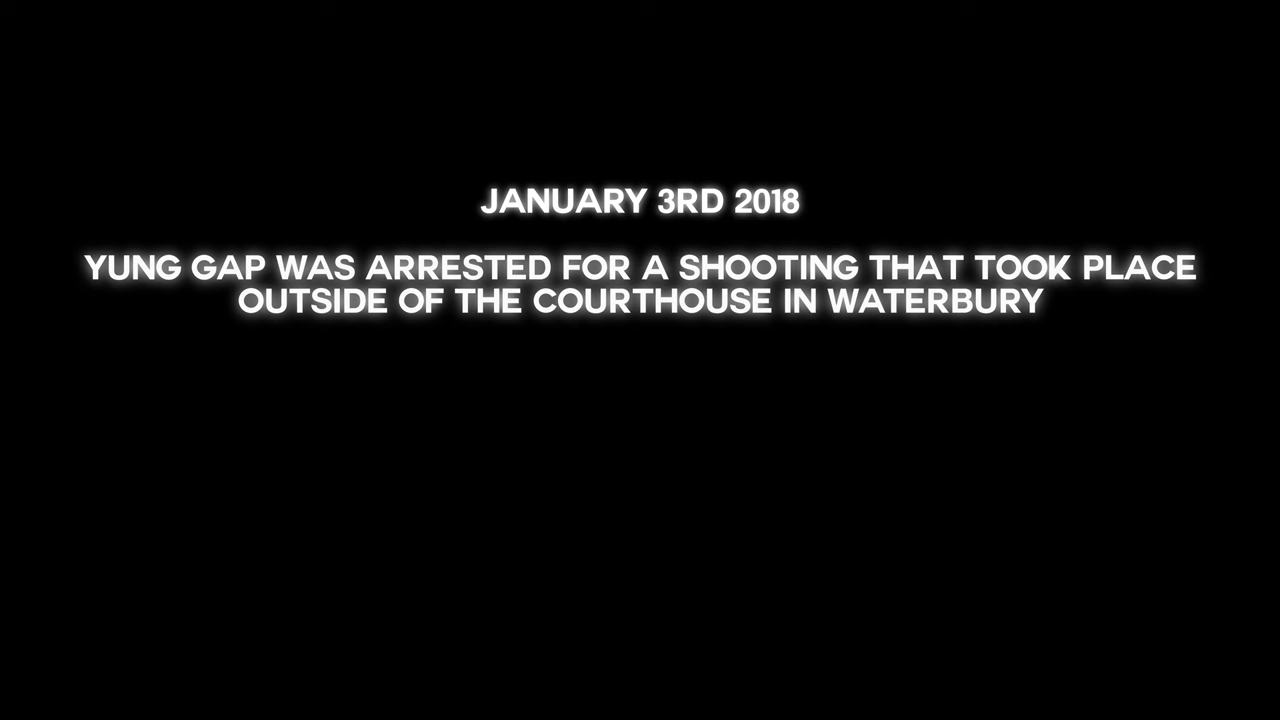 JANUARY 3RD 2018
YUNG GAP WAS ARRESTED FOR A SHOOTING THAT TOOK PLACE
OUTSIDE OF THE COURTHOUSE IN WATERBURY